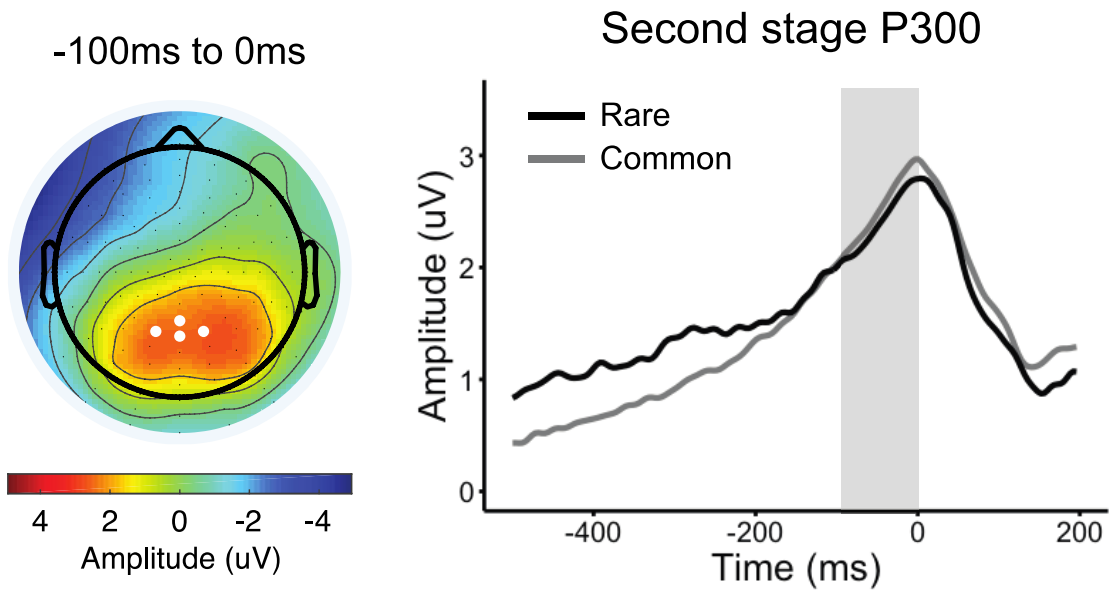 -100ms to 0ms
4 2 0 -2 -4
Amplitude (uV)
Second stage P300
Rare
Common
Amplitude (uV)
3
2
1
0
-400 -200 0 200
Time (ms)